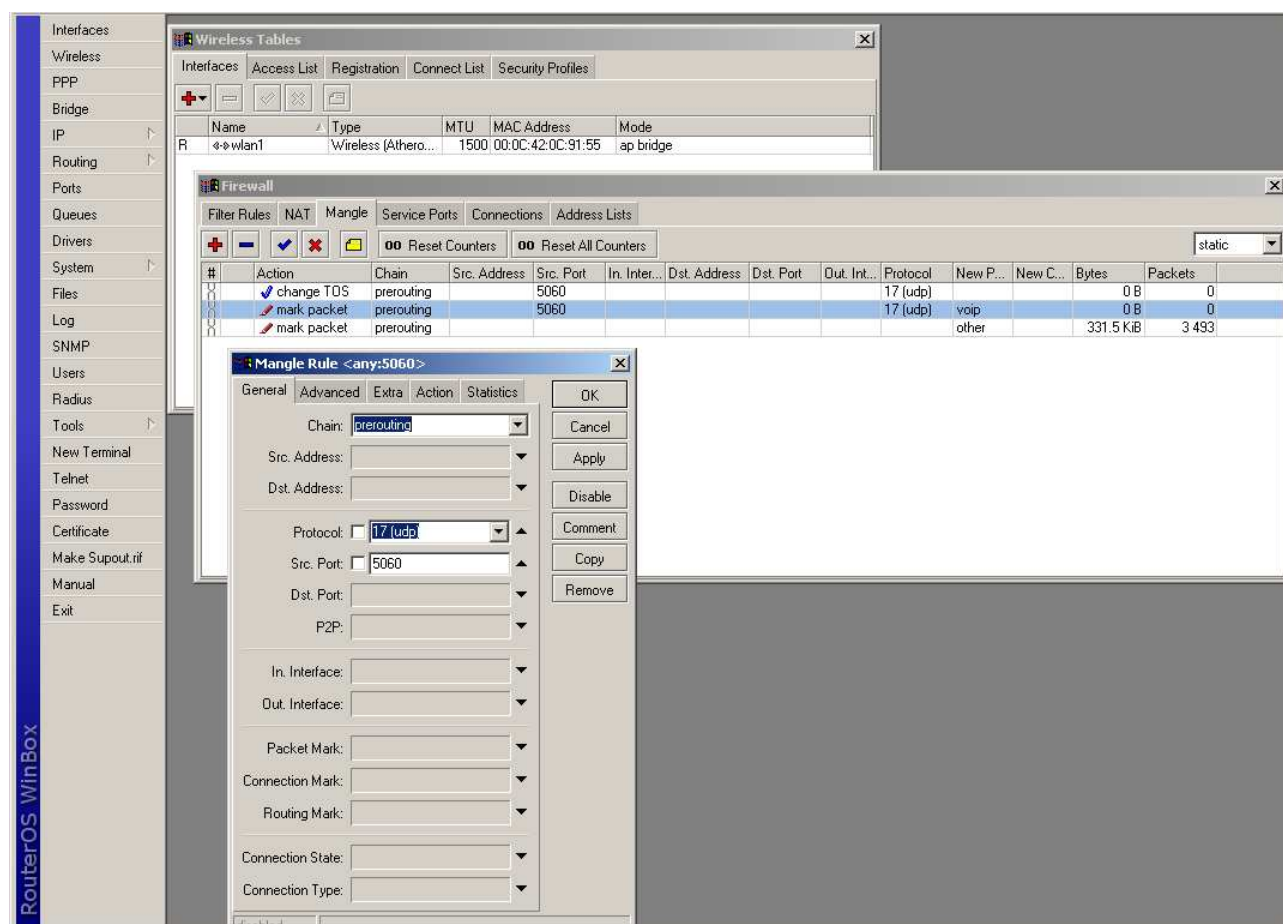 Interfaces
Wireless
PPP
Bridge
IP
Routing
Ports
Queues
Drivers
System
Files
Log
SNMP
Users
Radius
Tools
New Terminal
Telnet
Password
Certificate
Make Supout.rif
Manual
Exit
RouterOS WinBox
Wireless Tables
Interfaces Access List Registration Connect List Security Profiles
Name Type MTU MAC Address Mode
R wlan1 Wireless (Athero... 1500 00:0C:42:0C:91:55 ap bridge
Firewall
Filter Rules NAT Mangle Service Ports Connections Address Lists
00 Reset Counters 00 Reset All Counters static
# Action Chain Src. Address Src. Port In. Inter... Dst. Address Dst. Port Out. Int... Protocol New P... New C... Bytes Packets
change TOS prerouting 5060 17 (udp) 0 B 0
mark packet prerouting 5060 17 (udp) voip 0 B 0
mark packet prerouting other 331.5 KiB 3 493
Mangle Rule <any:5060>
General Advanced Extra Action Statistics
Chain: prerouting
Src. Address:
Dst. Address:
Protocol: 17 (udp)
Src. Port: 5060
Dst. Port:
P2P:
In. Interface:
Out. Interface:
Packet Mark:
Connection Mark:
Routing Mark:
Connection State:
Connection Type:
OK
Cancel
Apply
Disable
Comment
Copy
Remove